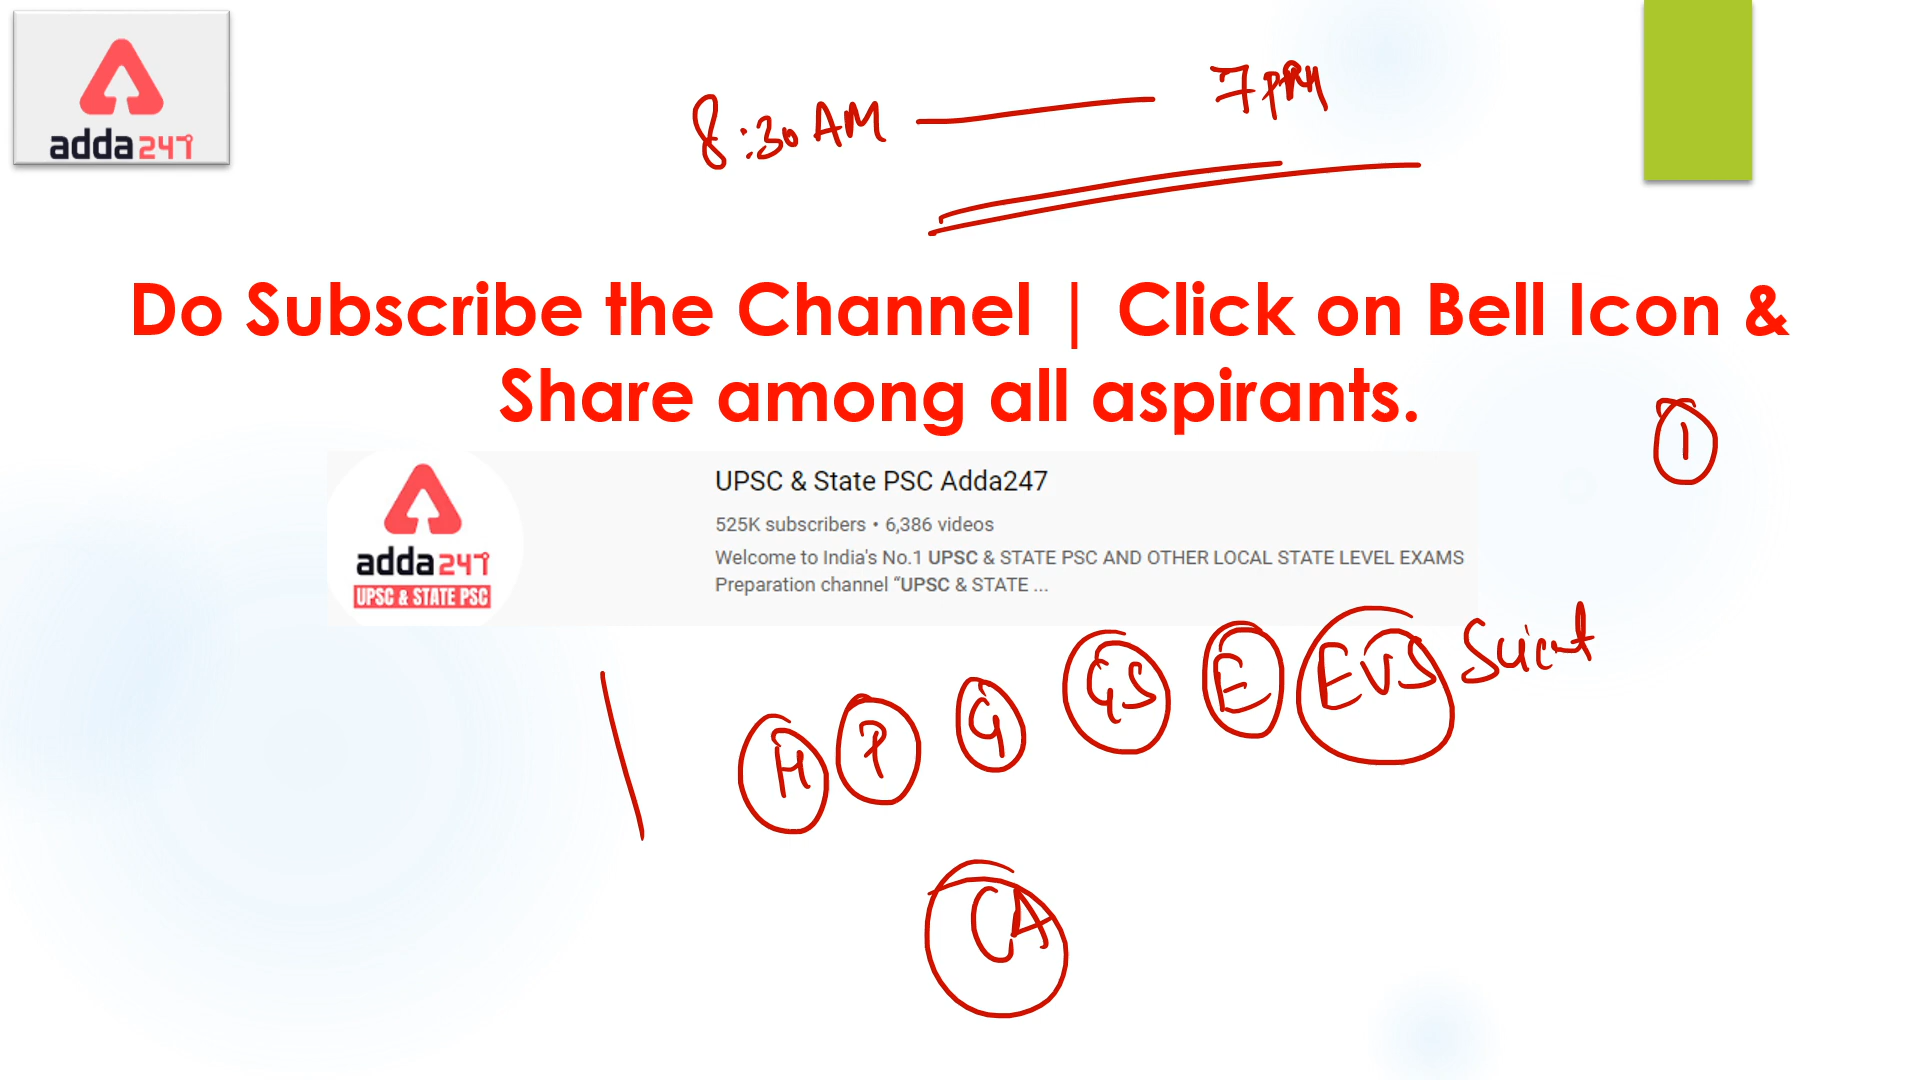 adda247
8:30 AM — 7 PM
Do Subscribe the Channel | Click on Bell Icon &
Share among all aspirants.
1
UPSC & State PSC Adda247
525K subscribers • 6,386 videos
Welcome to India's No.1 UPSC & STATE PSC AND OTHER LOCAL STATE LEVEL EXAMS
Preparation channel “UPSC & STATE ...
adda247
UPSC & STATE PSC
H P G GS E EVS
CA